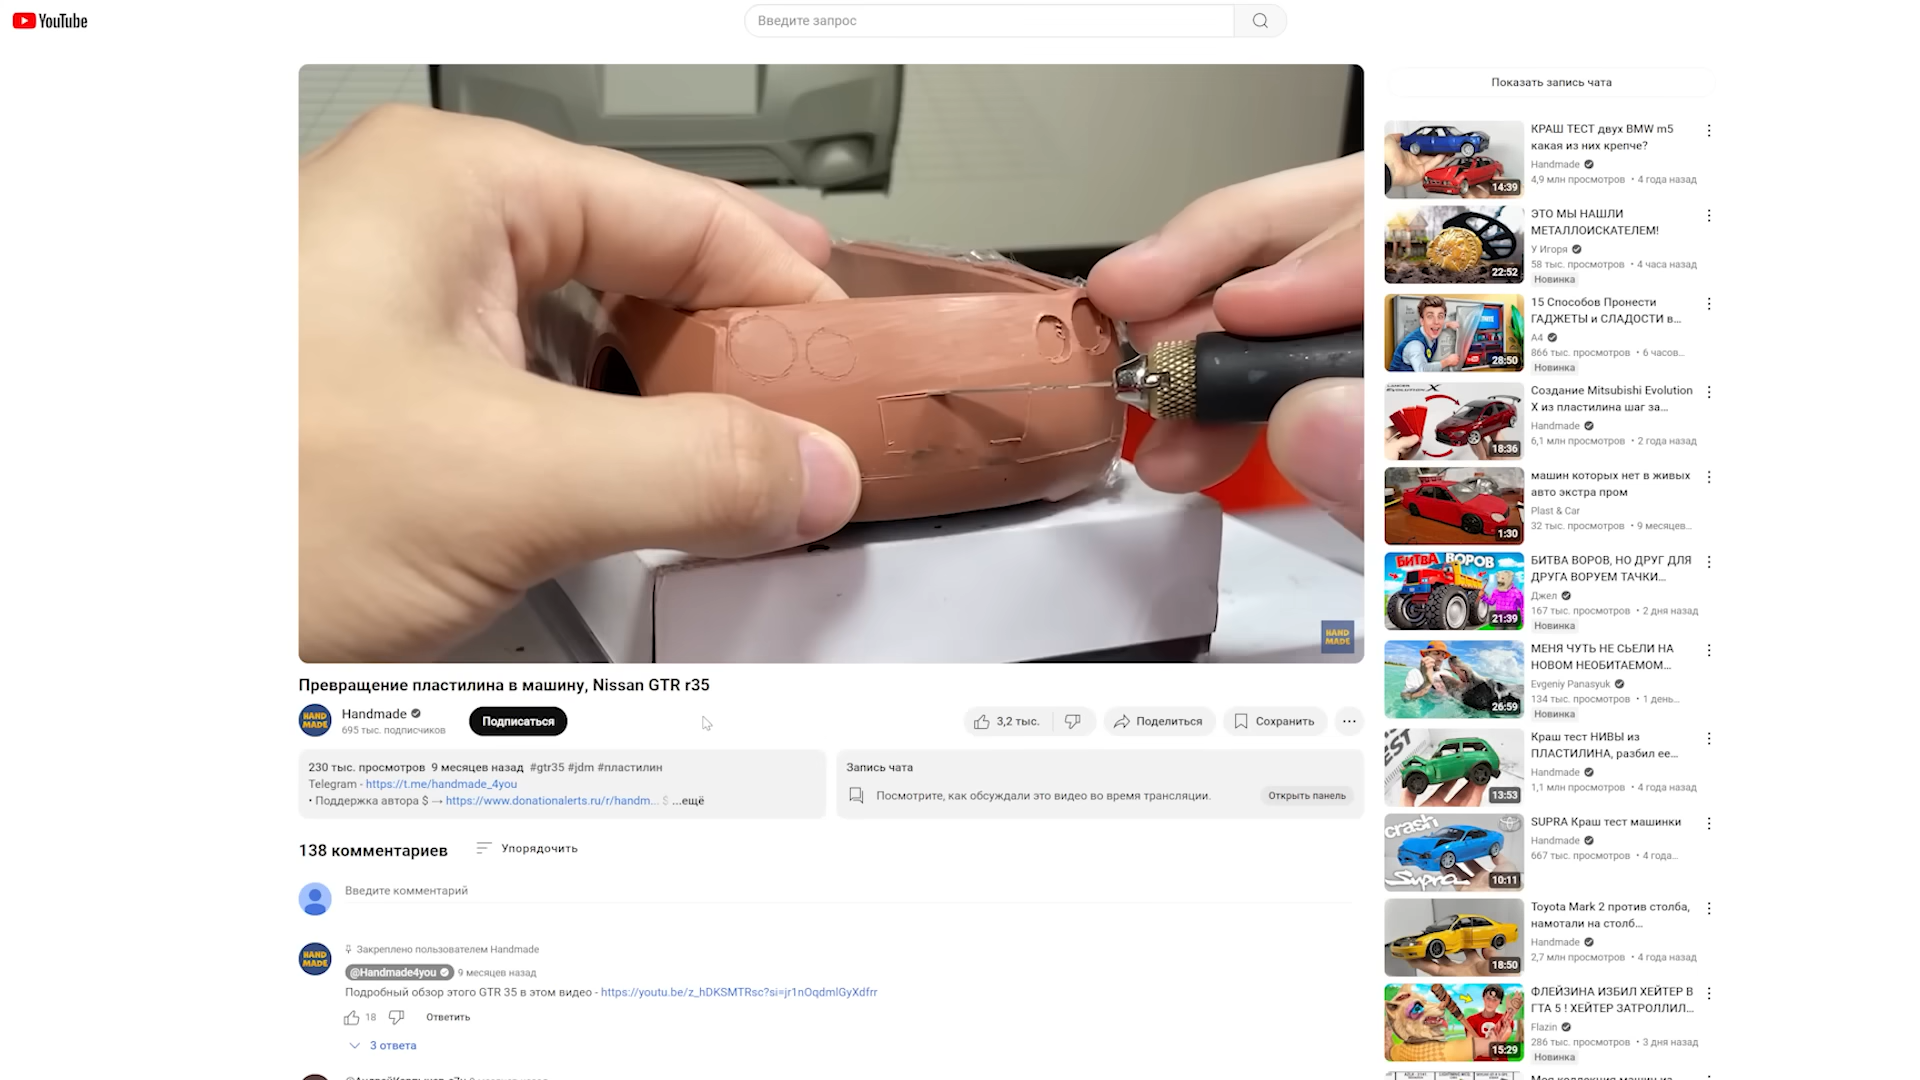 YouTube
Введите запрос
HAND
MADE
Превращение пластилина в машину, Nissan GTR r35
HAND
MADE
Handmade
695 тыс. подписчиков
Подписаться
3,2 тыс.
Поделиться
Сохранить
230 тыс. просмотров 9 месяцев назад #gtr35 #jdm #пластилин
Telegram - https://t.me/handmade_4you
• Поддержка автора $ → https://www.donationalerts.ru/r/handm... $ ...ещё
Запись чата
Посмотрите, как обсуждали это видео во время трансляции.
Открыть панель
138 комментариев
Упорядочить
Введите комментарий
HAND
MADE
Закреплено пользователем Handmade
@Handmade4you 9 месяцев назад
Подробный обзор этого GTR 35 в этом видео - https://youtu.be/z_hDKSMTRsc?si=jr1nOqdmlGyXdfrr
18
Ответить
3 ответа
Показать запись чата
14:39
КРАШ ТЕСТ двух BMW m5
какая из них крепче?
Handmade
4,9 млн просмотров • 4 года назад
22:52
ЭТО МЫ НАШЛИ
МЕТАЛЛОИСКАТЕЛЕМ!
У Игоря
58 тыс. просмотров • 4 часа назад
Новинка
28:50
15 Способов Пронести
ГАДЖЕТЫ и СЛАДОСТИ в...
A4
866 тыс. просмотров • 6 часов...
Новинка
18:36
Создание Mitsubishi Evolution
X из пластилина шаг за...
Handmade
6,1 млн просмотров • 2 года назад
1:30
машин которых нет в живых
авто экстра пром
Plast & Car
32 тыс. просмотров • 9 месяцев...
БИТВА ВОРОВ
21:39
БИТВА ВОРОВ, НО ДРУГ ДЛЯ
ДРУГА ВОРУЕМ ТАЧКИ...
Джел
167 тыс. просмотров • 2 дня назад
Новинка
26:59
МЕНЯ ЧУТЬ НЕ СЬЕЛИ НА
НОВОМ НЕОБИТАЕМОМ...
Evgeniy Panasyuk
134 тыс. просмотров • 1 день...
Новинка
13:53
Краш тест НИВЫ из
ПЛАСТИЛИНА, разбил ее...
Handmade
1,1 млн просмотров • 4 года назад
crash
Supra
10:11
SUPRA Краш тест машинки
Handmade
667 тыс. просмотров • 4 года...
18:50
Toyota Mark 2 против столба,
намотали на столб...
Handmade
2,7 млн просмотров • 4 года назад
15:29
ФЛЕЙЗИНА ИЗБИЛ ХЕЙТЕР В
ГТА 5 ! ХЕЙТЕР ЗАТРОЛЛИЛ...
Flazin
286 тыс. просмотров • 3 дня назад
Новинка